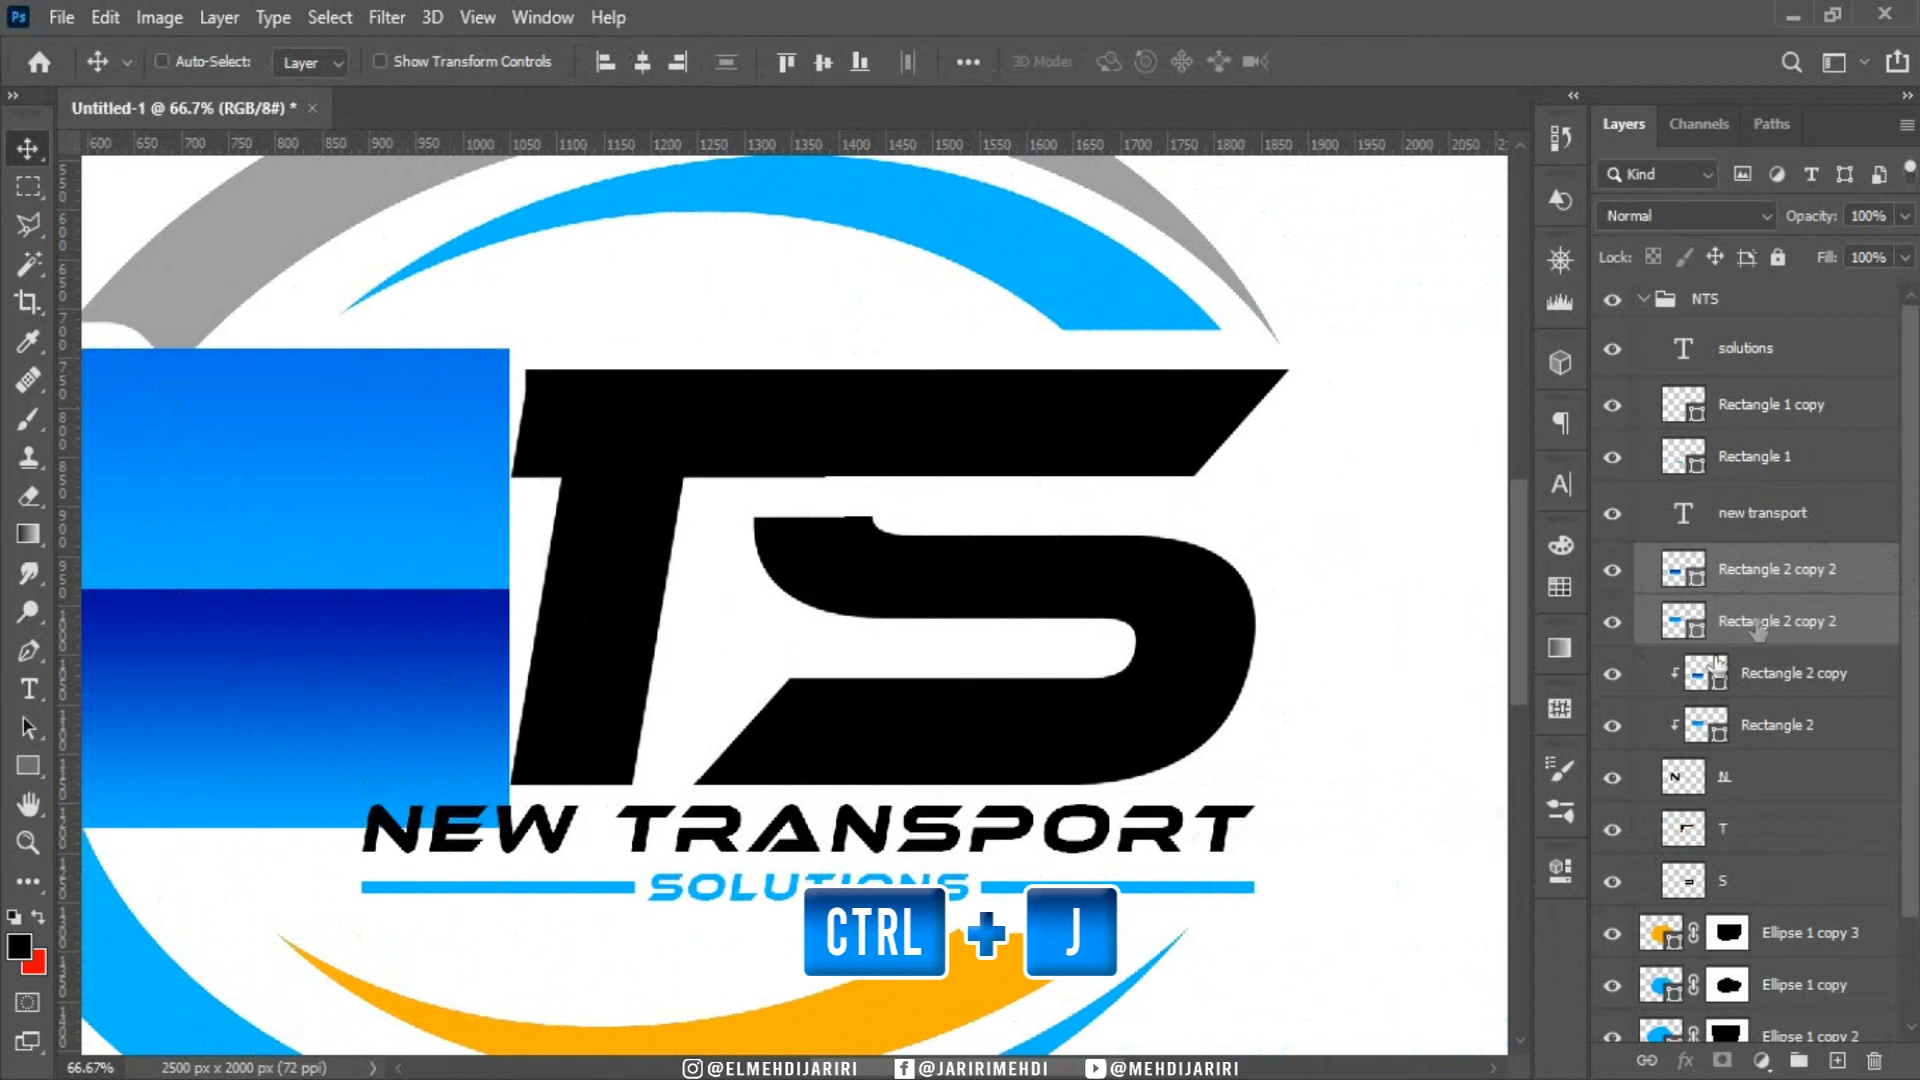 Ps File Edit Image Layer Type Select Filter 3D View Window Help
Auto-Select: Layer Show Transform Controls 3D Mode:
Untitled-1 @ 66.7% (RGB/8#) *
600 650 700 750 800 850 900 950 1000 1050 1100 1150 1200 1250 1300 1350 1400 1450 1500 1550 1600 1650 1700 1750 1800 1850 1900 1950 2000 2050
Layers Channels Paths
Kind
Normal Opacity: 100%
Lock: Fill: 100%
NTS
solutions
Rectangle 1 copy
Rectangle 1
new transport
Rectangle 2 copy 2
Rectangle 2 copy 2
Rectangle 2 copy
Rectangle 2
N
T
S
Ellipse 1 copy 3
Ellipse 1 copy
Ellipse 1 copy 2
TS
NEW TRANSPORT
SOLUTIONS
CTRL + J
66.67% 2500 px x 2000 px (72 ppi)
@ELMEHDIJARIRI @JARIRIMEHDI @MEHDIJARIRI